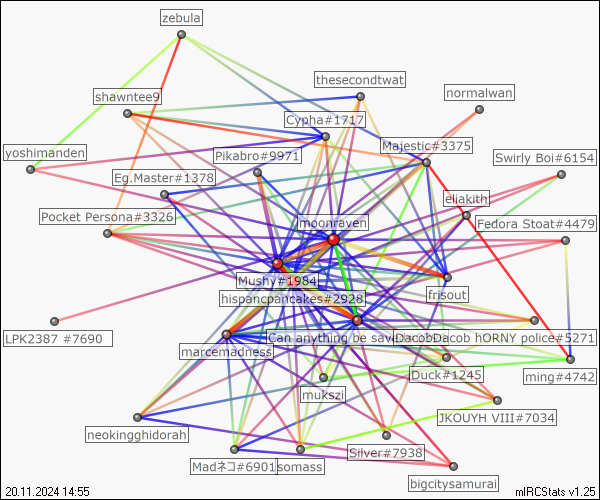 zebula
thesecondtwat
normalwan
shawntee9
Cypha#1717
Majestic#3375
yoshimanden
Pikabro#9971
Swirly Boi#6154
Eg.Master#1378
eliakith
Pocket Persona#3326
moonraven
Fedora Stoat#4479
Mushy#1984
frisout
hispancpancakes#2928
LPK2387 #7690
Can anything be sav
Dacob
Dacob hORNY police#5271
marcemadness
Duck#1245
ming#4742
mukszi
JKOUYH VIII#7034
neokingghidorah
Silver#7938
Madネコ#6901
somass
bigcitysamurai
20.11.2024 14:55
mIRCStats v1.25